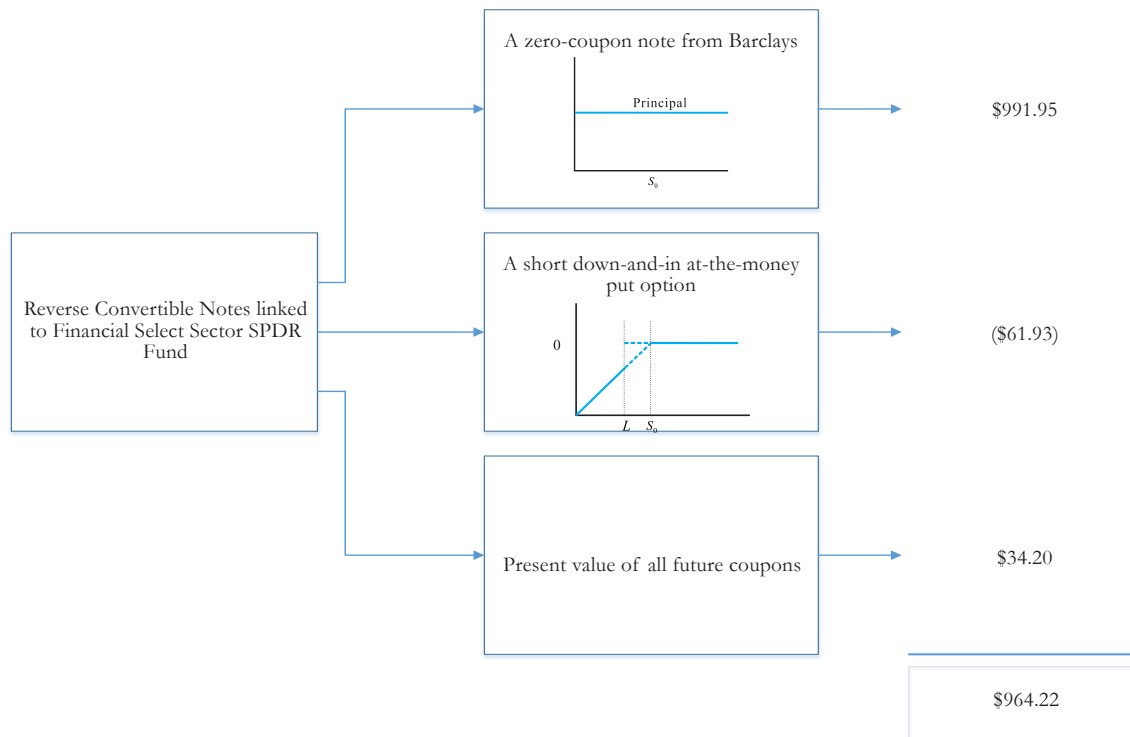 A zero-coupon note from Barclays
Principal
S₀
$991.95
Reverse Convertible Notes linked
to Financial Select Sector SPDR
Fund
A short down-and-in at-the-money
put option
0
L S₀
($61.93)
Present value of all future coupons
$34.20
$964.22